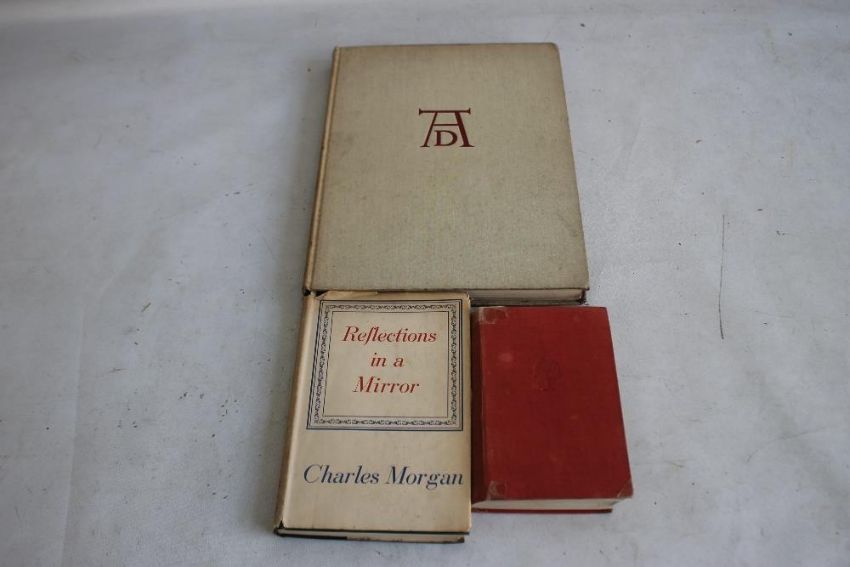 AD
Reflections
in a
Mirror
Charles Morgan